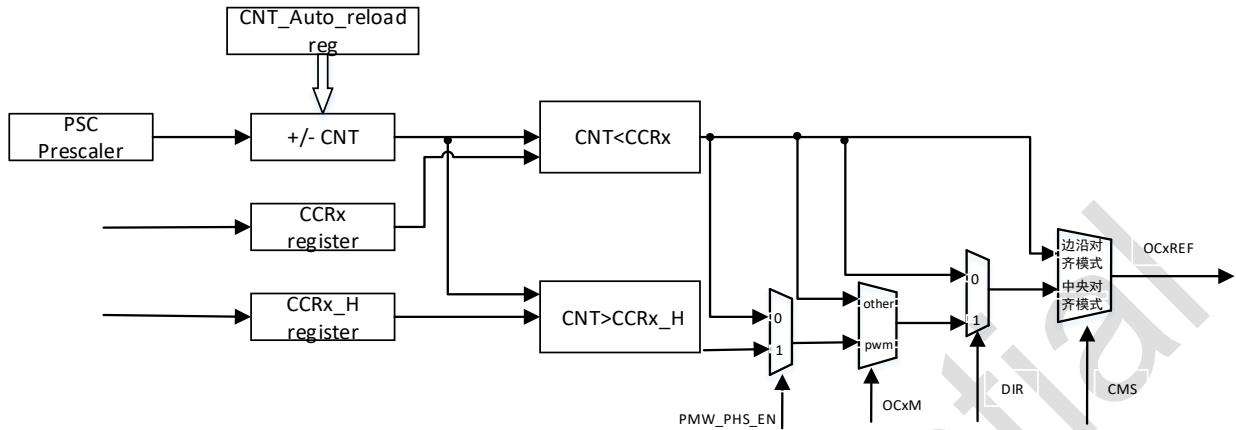 CNT_Auto_reload
reg
PSC
Prescaler
+/- CNT
CNT<CCRx
CCRx
register
CCRx_H
register
CNT>CCRx_H
0
1
other
pwm
0
1
边沿对
齐模式
中央对
齐模式
OCxREF
PMW_PHS_EN
OCxM
DIR
CMS